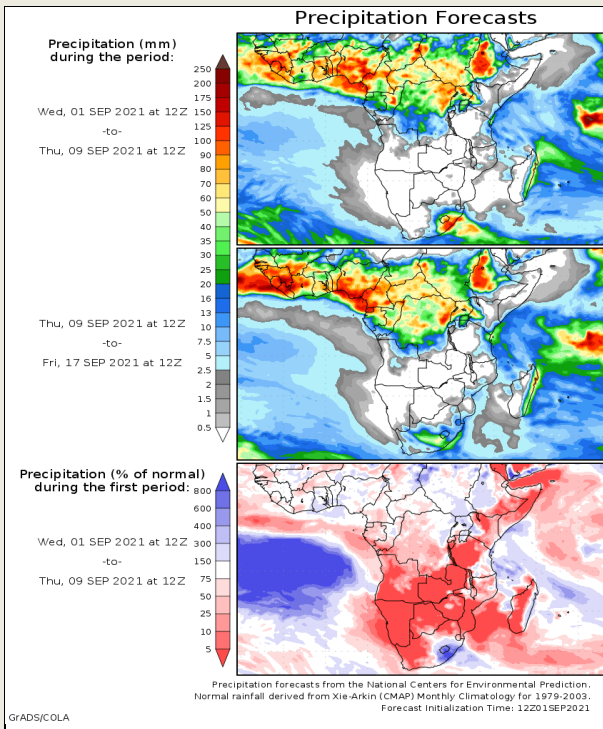 Precipitation Forecasts
Precipitation (mm)
during the period:
Wed, 01 SEP 2021 at 12Z
-to-
Thu, 09 SEP 2021 at 12Z
250
200
175
150
125
100
90
80
70
60
50
40
35
30
25
20
16
13
10
7.5
5
2.5
2
1.5
1
0.5
Thu, 09 SEP 2021 at 12Z
-to-
Fri, 17 SEP 2021 at 12Z
Precipitation (% of normal)
during the first period:
Wed, 01 SEP 2021 at 12Z
-to-
Thu, 09 SEP 2021 at 12Z
800
600
400
300
150
75
50
25
10
5
Precipitation forecasts from the National Centers for Environmental Prediction.
Normal rainfall derived from Xie-Arkin (CMAP) Monthly Climatology for 1979-2003.
Forecast Initialization Time: 12Z01SEP2021
GrADS/COLA